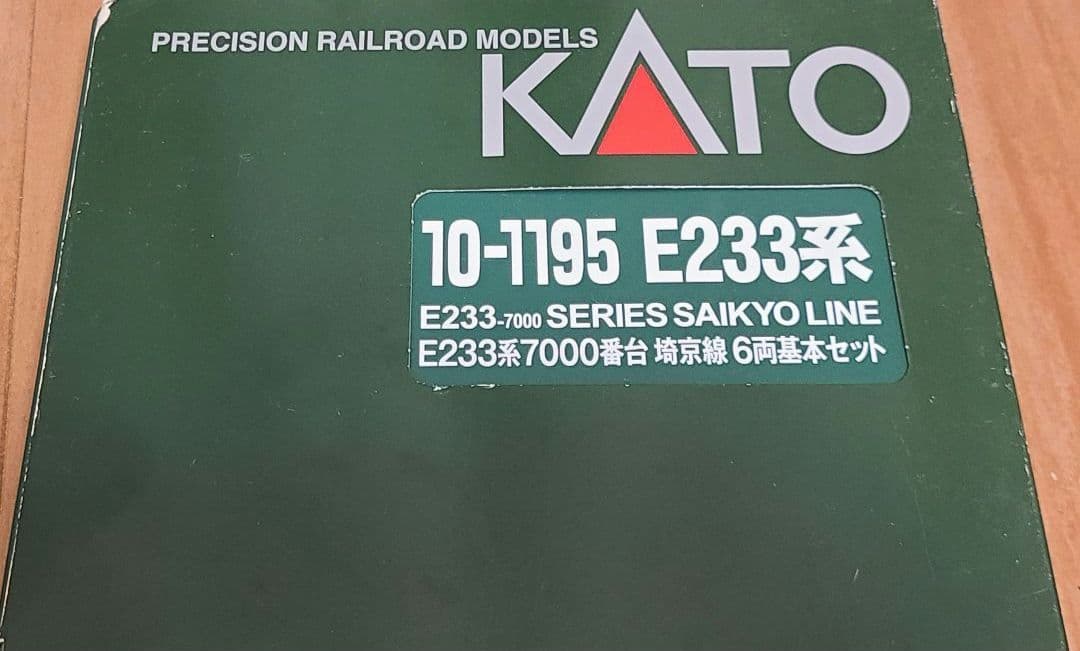 PRECISION RAILROAD MODELS
KATO
10-1195 E233系
E233-7000 SERIES SAIKYO LINE
E233系7000番台 埼京線 6両基本セット